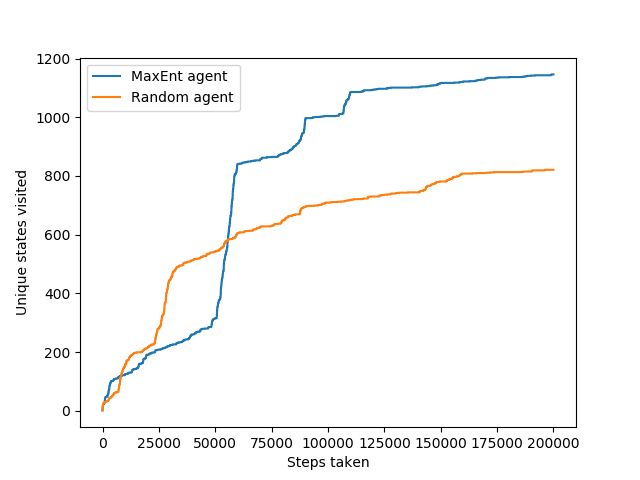 MaxEnt agent
Random agent
Unique states visited
1200
1000
800
600
400
200
0
0 25000 50000 75000 100000 125000 150000 175000 200000
Steps taken